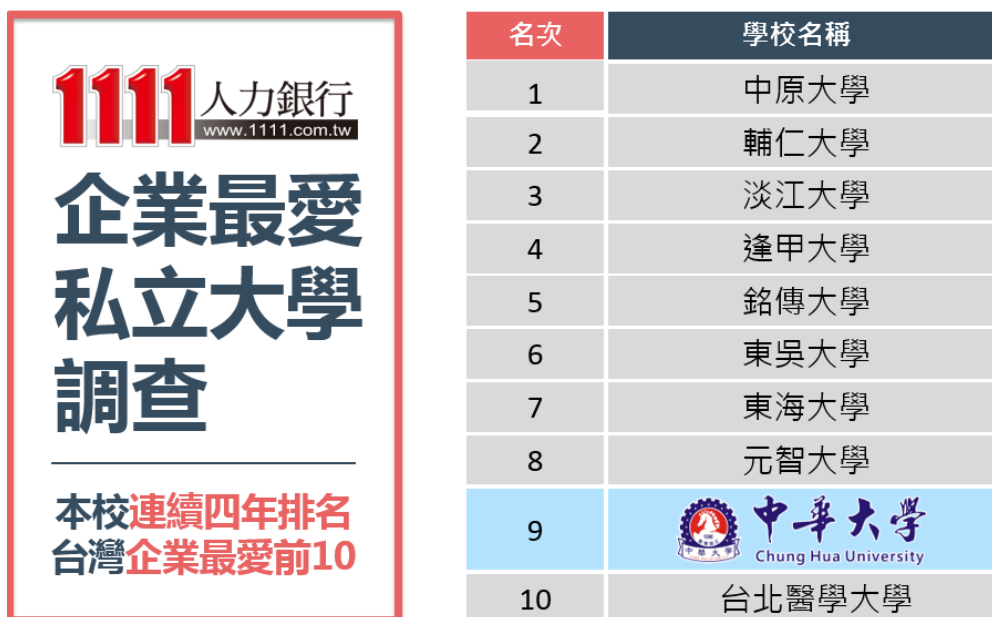 1111人力銀行
www.1111.com.tw
企業最愛
私立大學
調查
本校連續四年排名
台灣企業最愛前10
名次 學校名稱
1 中原大學
2 輔仁大學
3 淡江大學
4 逢甲大學
5 銘傳大學
6 東吳大學
7 東海大學
8 元智大學
9 中華大學
Chung Hua University
10 台北醫學大學